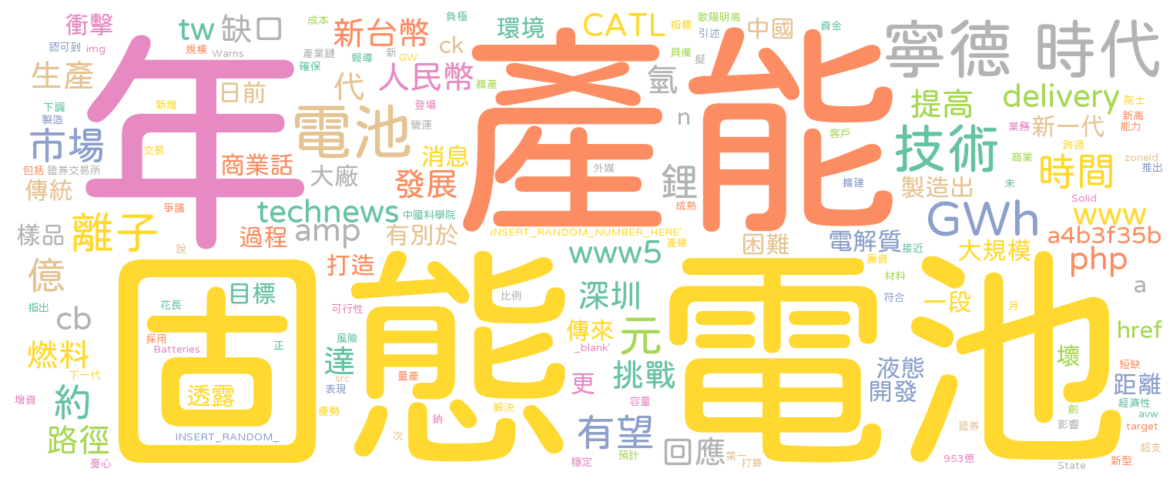 衝擊
tw
缺口
成本
負極
新台幣
環境
CATL
拓樸
歐陽明高
引述
中國
資金
寧德 時代
認可到
img
規模
Warns
產業鏈
確保
報導
新
GW
ck
具備
擬
年
產能
生產
日前
代
人民幣
擴產
氫
提高
delivery
院士
下調
製造
新增
電池
登場
營運
n
技術
業務
新一代
新高
能力
市場
交易
客戶
跨過
包括
證券交易所
商業話
大廠
消息
外媒
鋰
商業
時間
zoneid
推出
傳統
發展
成熟
製造出
擴建
未
Solid
爭議
technews
中國科學院
GWh
www
樣品
離子
說
過程
amp
有別於
INSERT_RANDOM_NUMBER_HERE'
產線
困難
電解質
接近
大規模
a4b3f35b
php
億
打造
www5
籌資
材料
固態電池
目標
比例
深圳
符合
一段
月
a
指出
花長
可行性
cb
採用
Batteries
正
風險
達
傳來
_blank'
元
href
燃料
下一代
src
量產
挑戰
液態
壞
短缺
增資
約
透露
表現
更
開發
距離
優勢
解決
容量
經濟性
創
avw
路徑
INSERT_RANDOM_
次
鈉
有望
證券
影響
target
憂心
穩定
預計
回應
第一
打算
953億
State
新型
超支